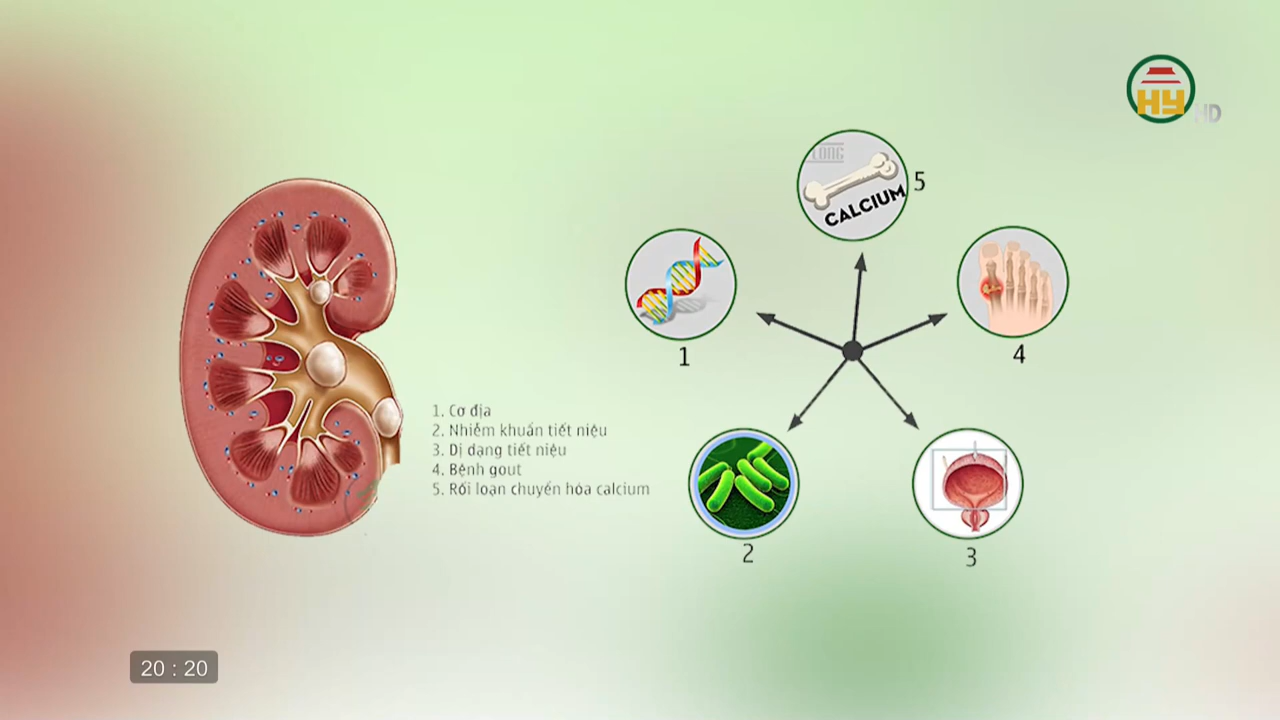 HY
HD
LONG
CALCIUM
5
1
4
1. Cơ địa
2. Nhiễm khuẩn tiết niệu
3. Dị dạng tiết niệu
4. Bệnh gout
5. Rối loạn chuyển hóa calcium
2
3
20 : 20